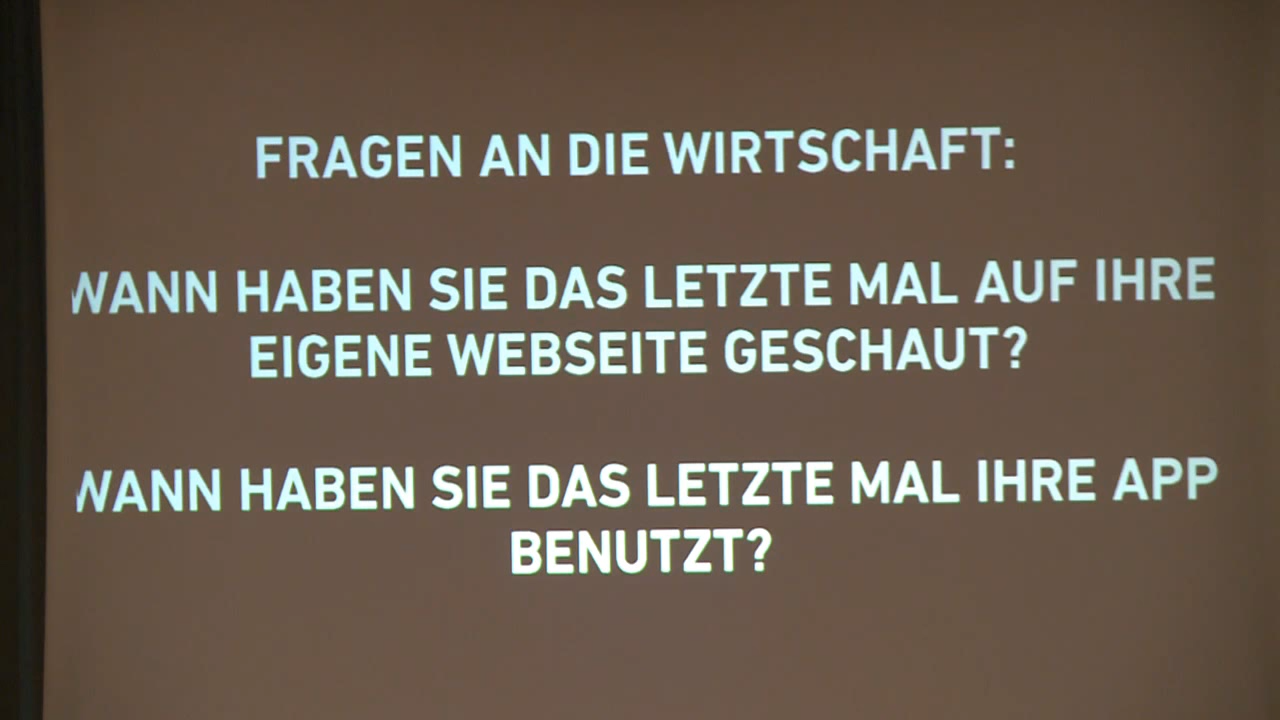 FRAGEN AN DIE WIRTSCHAFT:
WANN HABEN SIE DAS LETZTE MAL AUF IHRE
EIGENE WEBSEITE GESCHAUT?
WANN HABEN SIE DAS LETZTE MAL IHRE APP
BENUTZT?